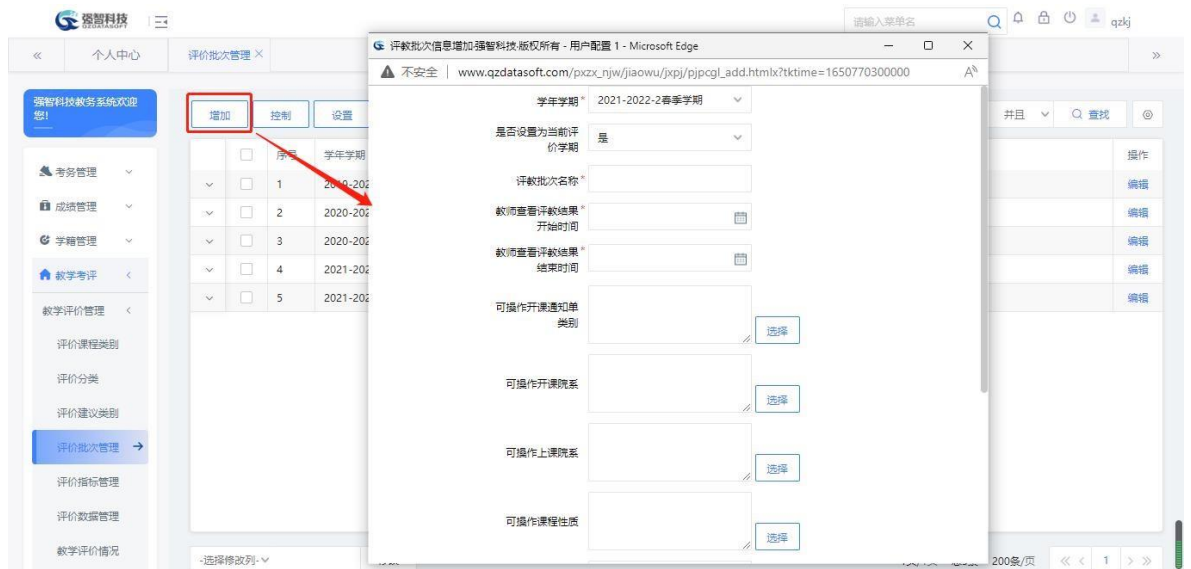 强智科技
QZDATASOFT
请输入菜单名
qzkj
个人中心
评价批次管理
强智科技教务系统欢迎
您!
考务管理
成绩管理
学籍管理
教学考评
教学评价管理
评价课程类别
评价分类
评价建议类别
评价批次管理
评价指标管理
评价数据管理
教学评价情况
增加
控制
设置
并且
查找
序号
学年学期
操作
1
2019-202
编辑
2
2020-202
编辑
3
2020-202
编辑
4
2021-202
编辑
5
2021-202
编辑
-选择修改列-
200条/页
1
评教批次信息增加-强智科技.版权所有 - 用户配置 1 - Microsoft Edge
不安全
www.qzdatasoft.com/pxzx_njw/jiaowu/jxpj/pjpcgl_add.htmlx?tktime=1650770300000
学年学期*
2021-2022-2春季学期
是否设置为当前评
价学期
是
评教批次名称*
教师查看评教结果*
开始时间
教师查看评教结果*
结束时间
可操作开课通知单
类别
选择
可操作开课院系
选择
可操作上课院系
选择
可操作课程性质
选择